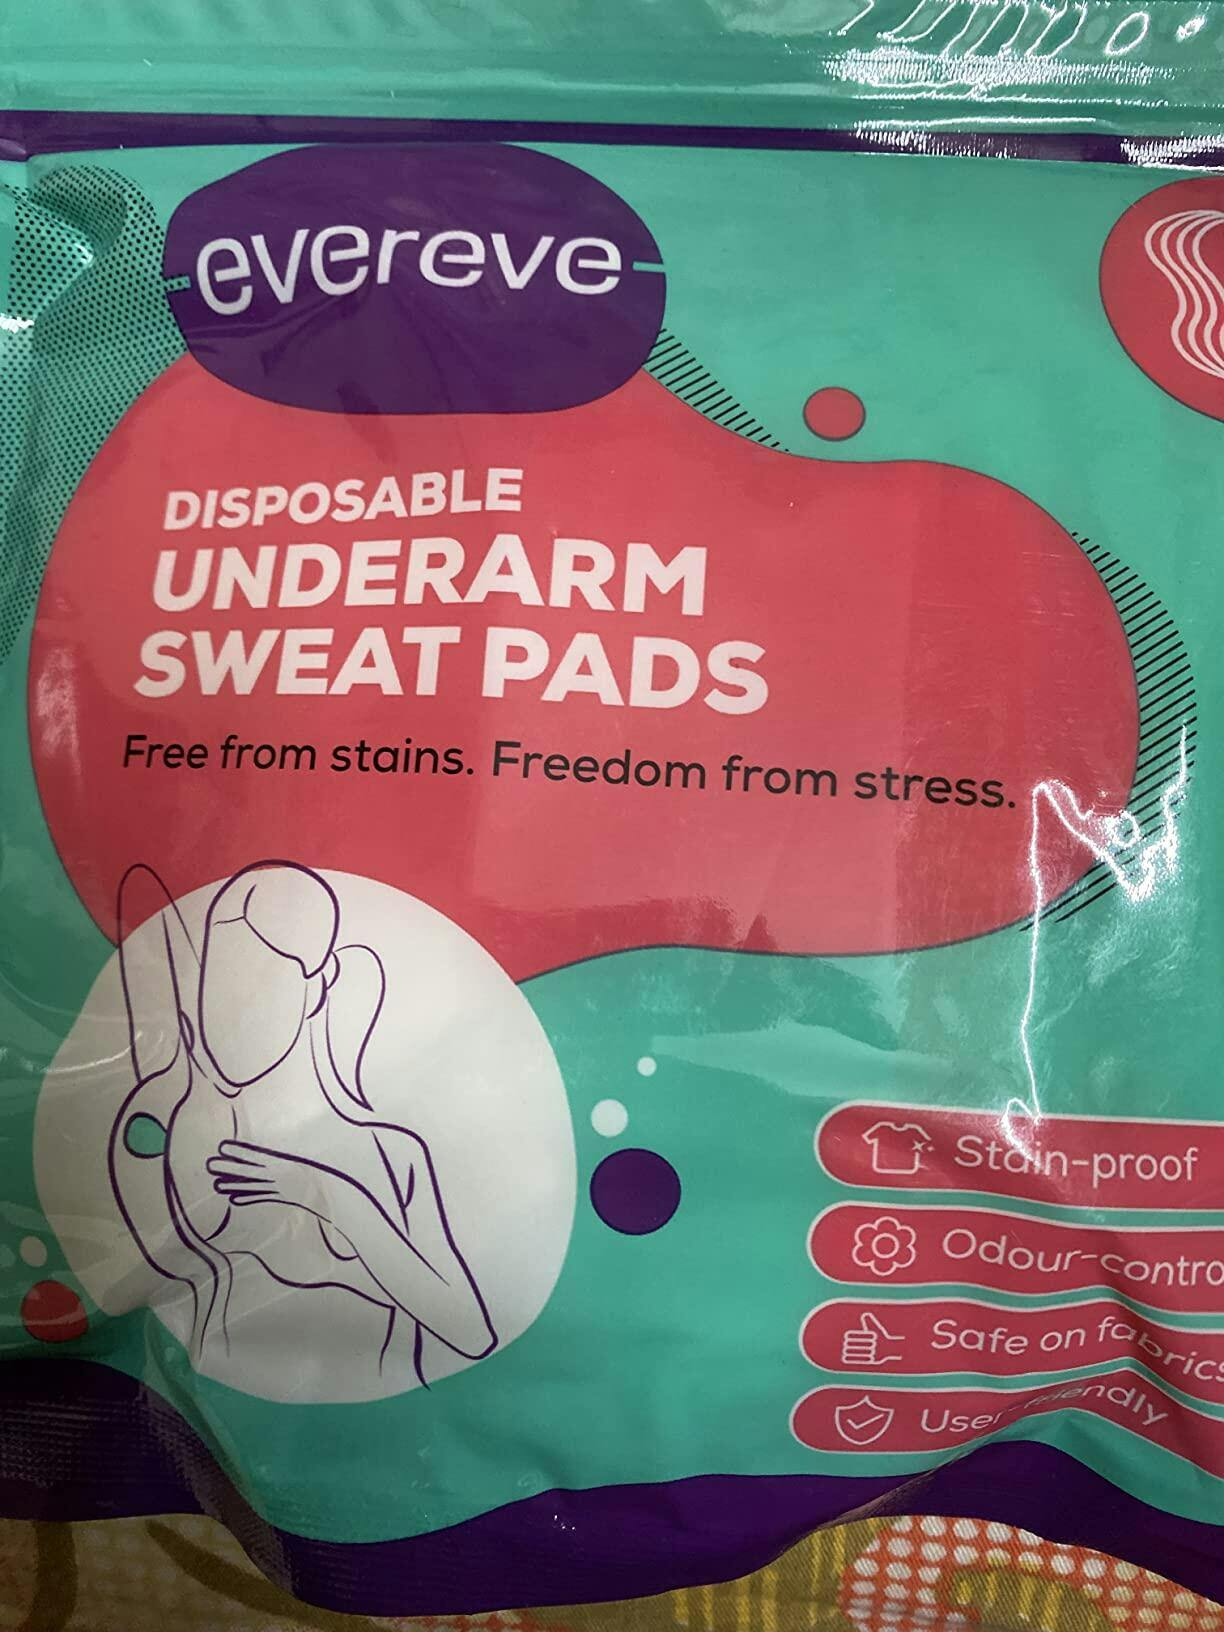 evereve
DISPOSABLE
UNDERARM
SWEAT PADS
Free from stains. Freedom from stress.
Stain-proof
Odour-contro
Safe on fabrics
User-friendly